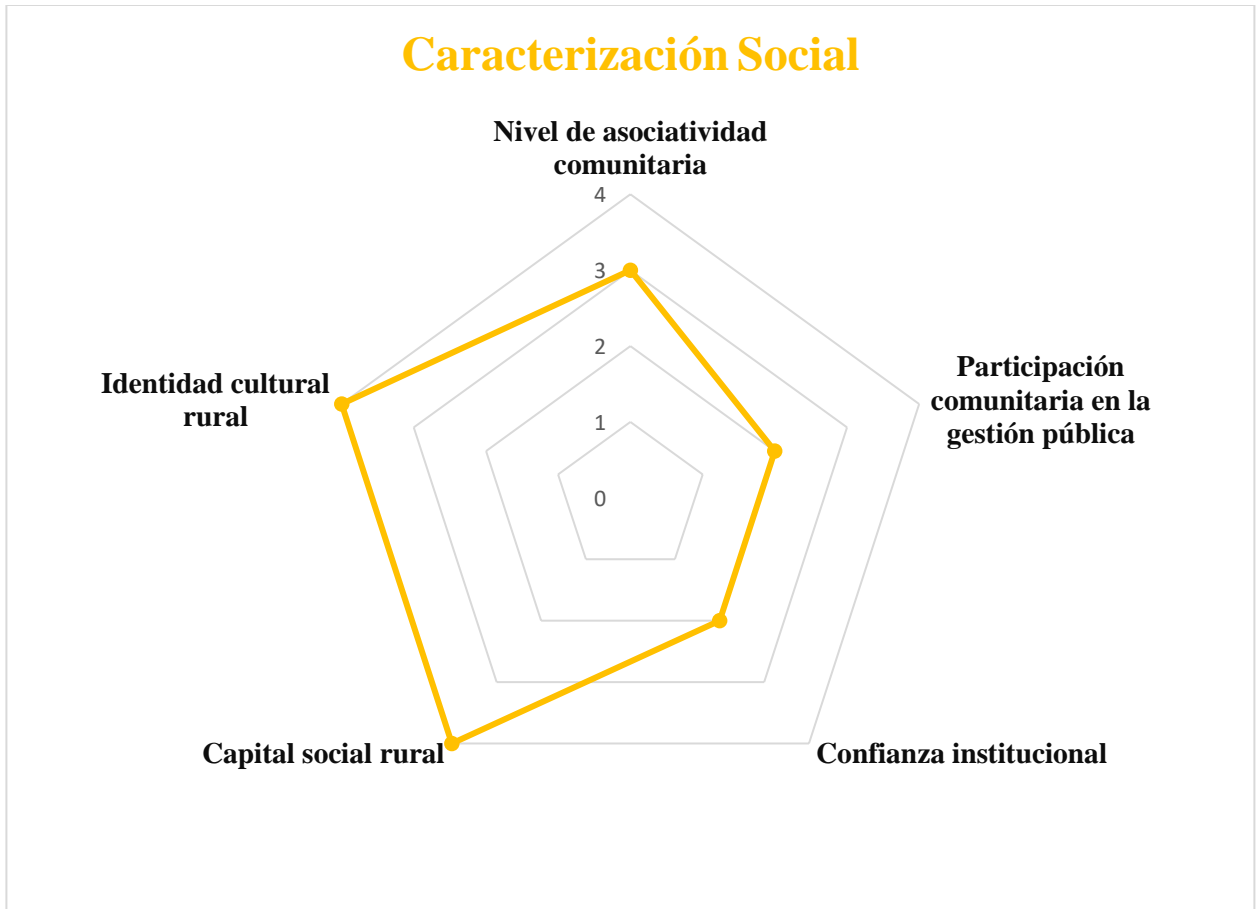 Caracterización Social
Nivel de asociatividad
comunitaria
4
3
2
1
0
Participación
comunitaria en la
gestión pública
Confianza institucional
Capital social rural
Identidad cultural
rural